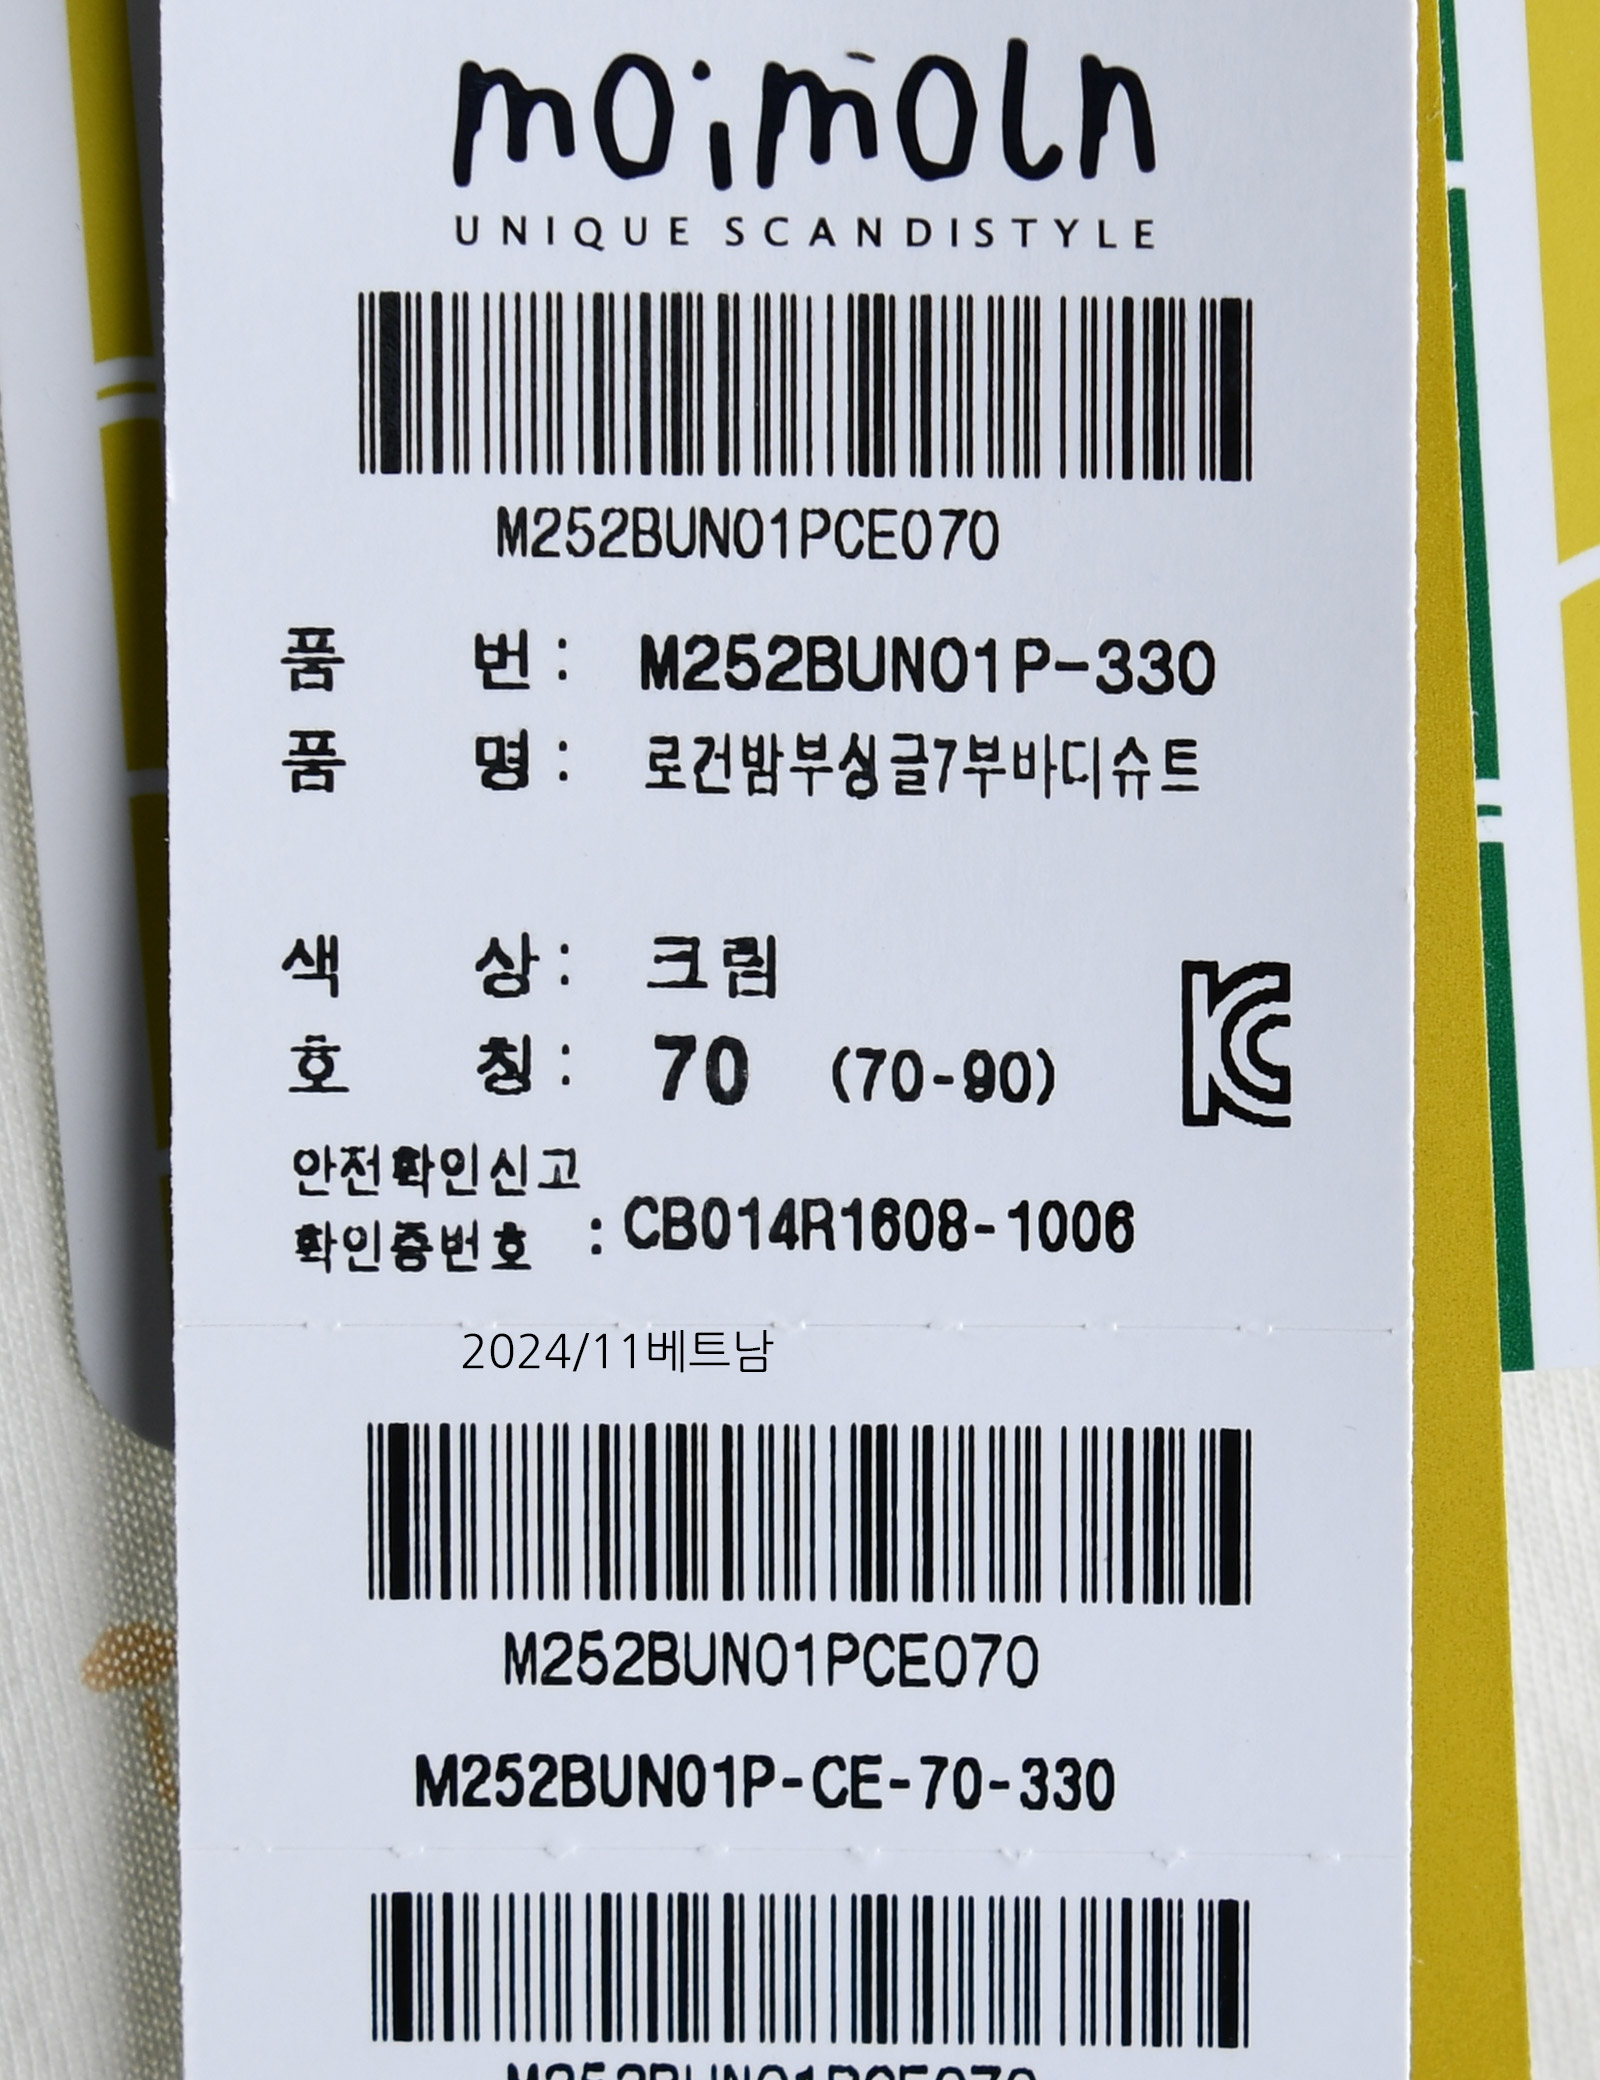 moimoln
UNIQUE SCANDISTYLE
M252BUN01PCE070
품 번 : M252BUN01P-330
품 명 : 로건밤부싱글7부바디슈트
색 상 : 크림
호 칭 : 70 (70-90)
안전확인신고
확인증번호 : CB014R1608-1006
2024/11베트남
M252BUN01PCE070
M252BUN01P-CE-70-330
M252BUN01PCE070